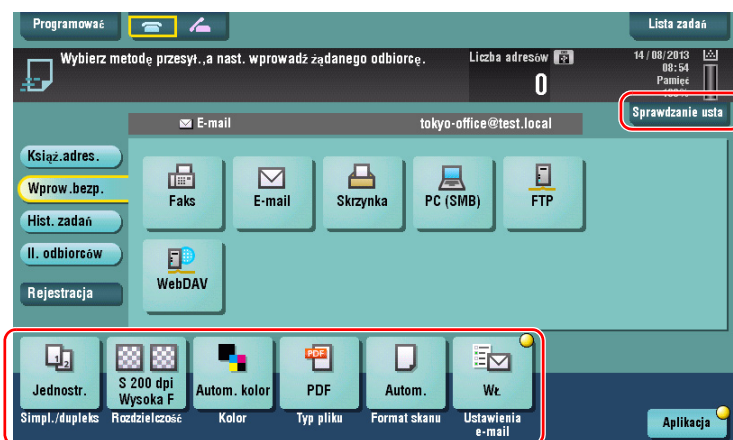 Programować
Lista zadań
Wybierz metodę przesył.,a nast. wprowadź żądanego odbiorcę.
Liczba adresów
0
14/08/2013
08:54
Pamięć
Sprawdzanie usta
E-mail
tokyo-office@test.local
Książ.adres.
Wprow.bezp.
Hist. zadań
Il. odbiorców
Rejestracja
Faks
E-mail
Skrzynka
PC (SMB)
FTP
WebDAV
1 2
PDF
Jednostr.
S 200 dpi
Wysoka F
Autom. kolor
PDF
Autom.
Wł.
Simpl./dupleks
Rozdzielczość
Kolor
Typ pliku
Format skanu
Ustawienia
e-mail
Aplikacja